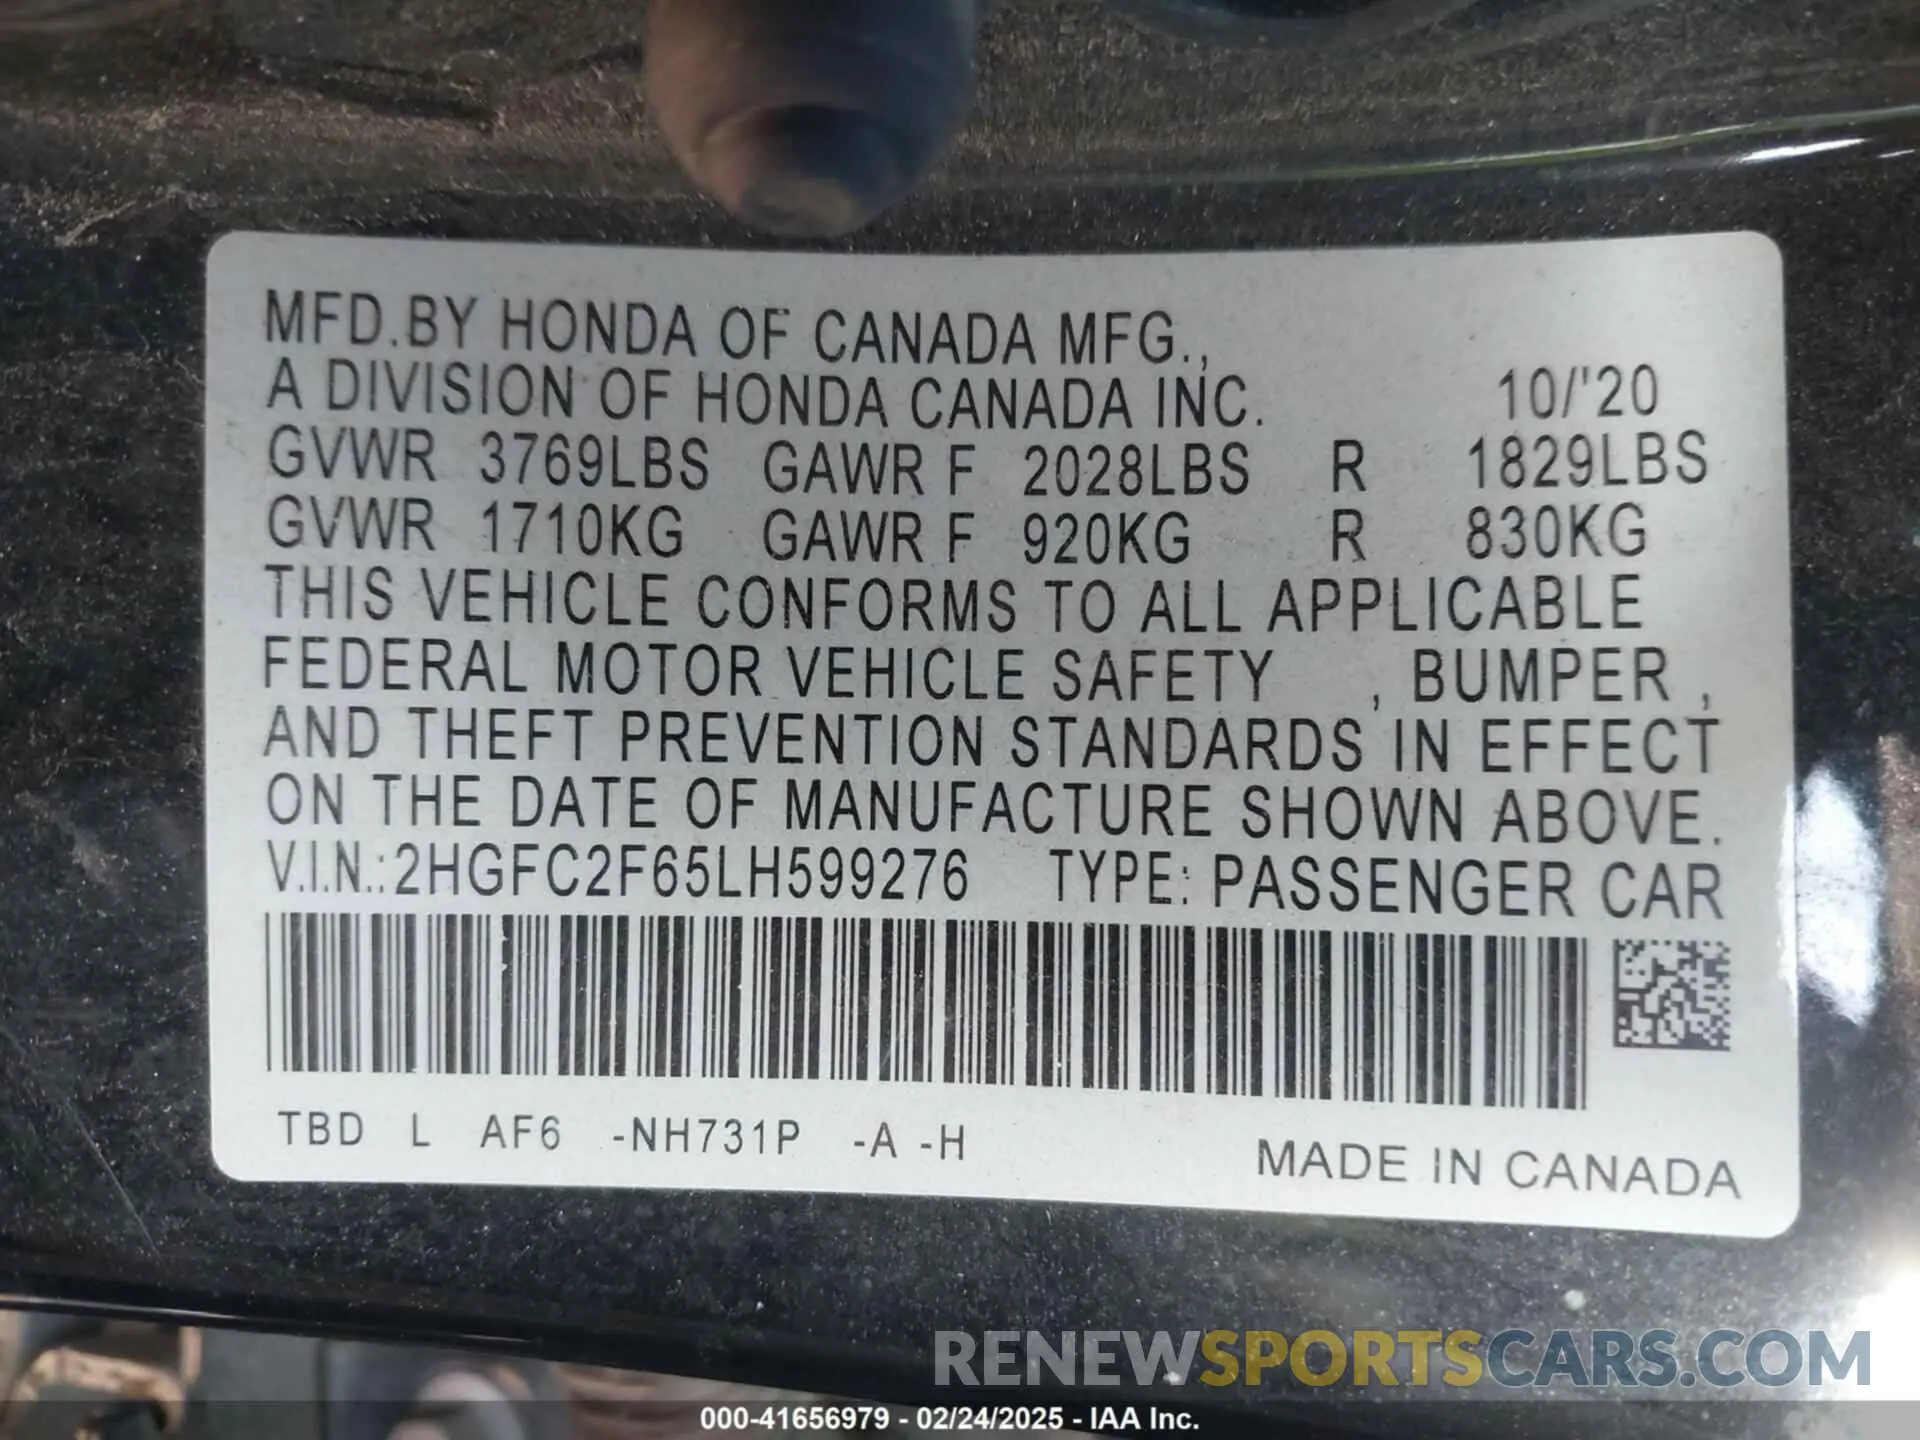 MFD.BY HONDA OF CANADA MFG.,
A DIVISION OF HONDA CANADA INC. 10/'20
GVWR 3769LBS GAWR F 2028LBS R 1829LBS
GVWR 1710KG GAWR F 920KG R 830KG
THIS VEHICLE CONFORMS TO ALL APPLICABLE
FEDERAL MOTOR VEHICLE SAFETY , BUMPER ,
AND THEFT PREVENTION STANDARDS IN EFFECT
ON THE DATE OF MANUFACTURE SHOWN ABOVE.
V.I.N.:2HGFC2F65LH599276 TYPE: PASSENGER CAR
TBD L AF6 -NH731P -A -H
MADE IN CANADA
RENEWSPORTSCARS.COM
000-41656979 - 02/24/2025 - IAA Inc.